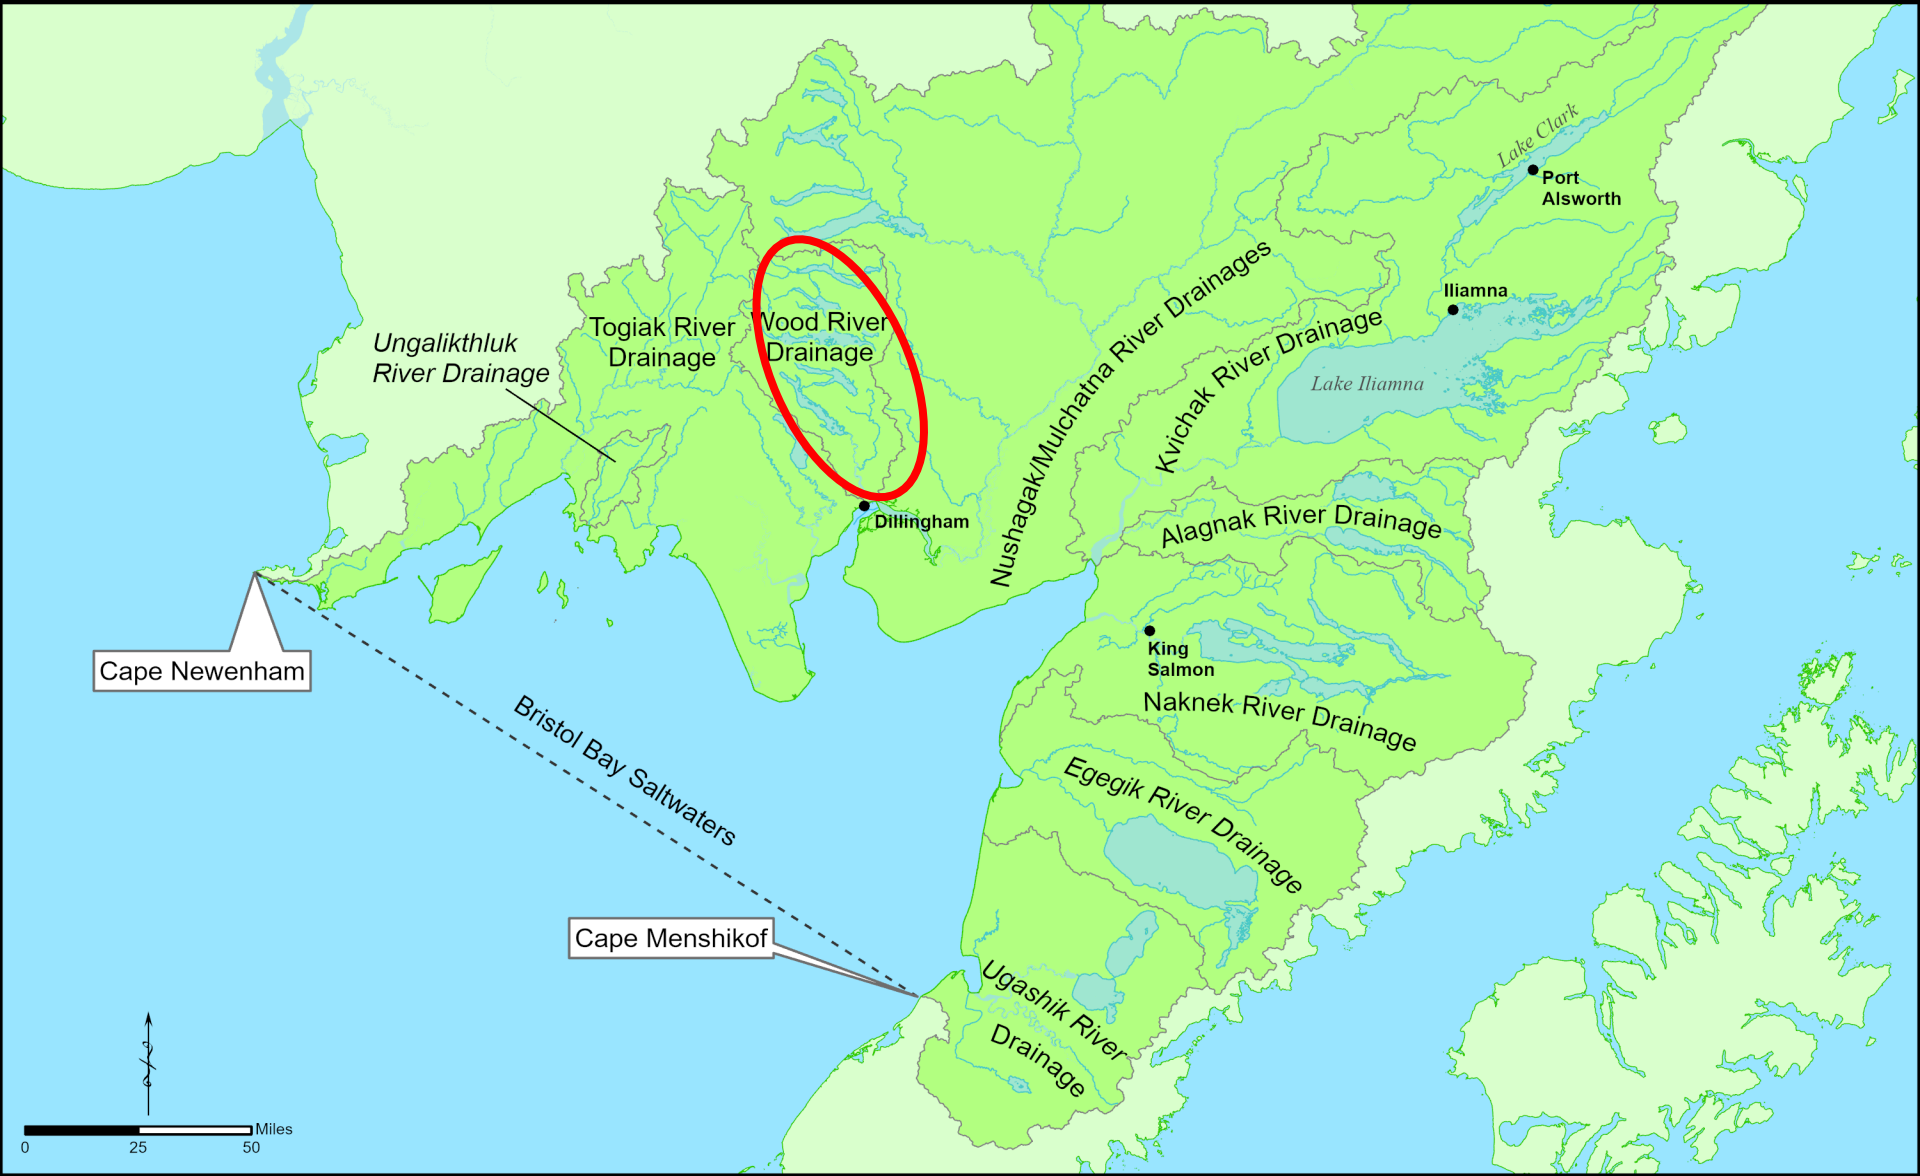 Lake Clark
Port
Alsworth
Iliamna
Lake Iliamna
Togiak River
Drainage
Wood River
Drainage
Ungalikthluk
River Drainage
Nushagak/Mulchatna River Drainages
Kvichak River Drainage
Alagnak River Drainage
Dillingham
King
Salmon
Naknek River Drainage
Cape Newenham
Bristol Bay Saltwaters
Egegik River Drainage
Cape Menshikof
Ugashik River
Drainage
Miles
0 25 50